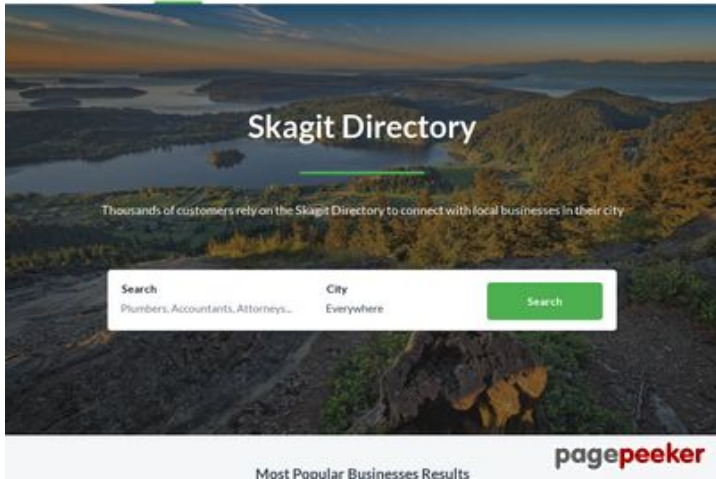 Skagit Directory
Thousands of customers rely on the Skagit Directory to connect with local businesses in their city
Search
City
Plumbers, Accountants, Attorneys...
Everywhere
Search
Most Popular Businesses Results
pagepeeker